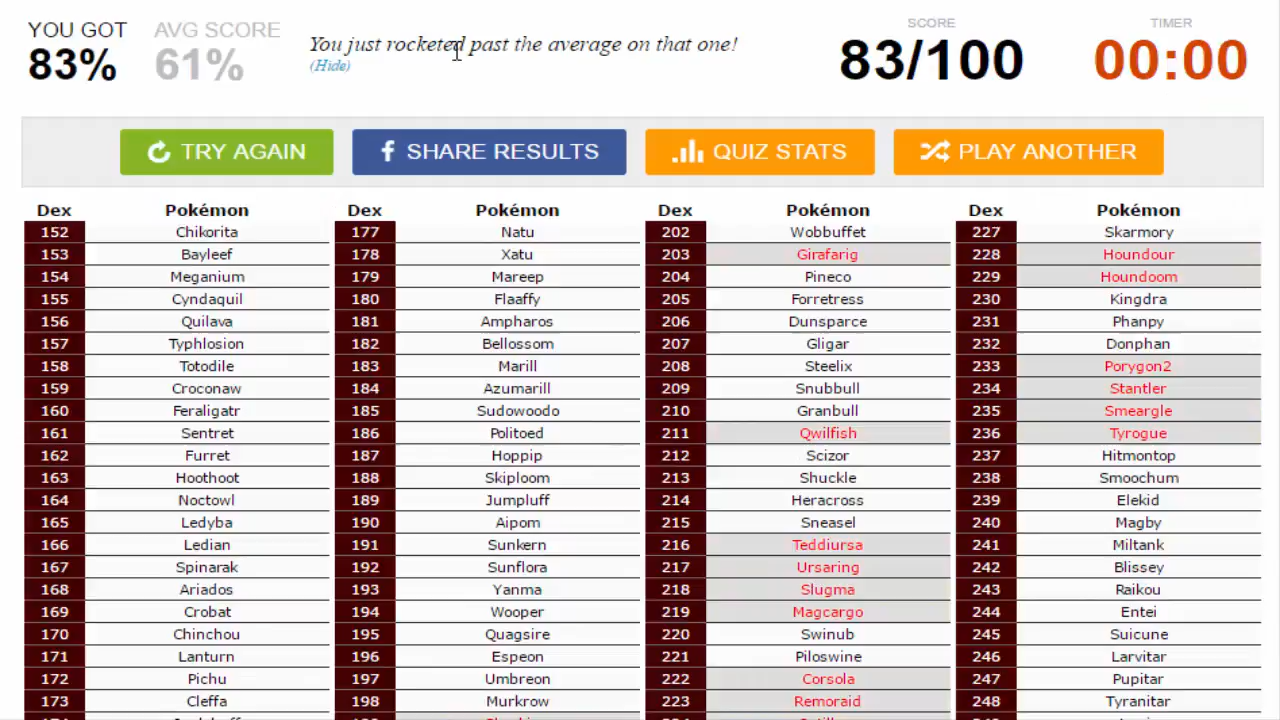 YOU GOT AVG SCORE SCORE TIMER
83% 61% You just rocketed past the average on that one! 83/100 00:00
(Hide)
TRY AGAIN f SHARE RESULTS QUIZ STATS PLAY ANOTHER
Dex Pokémon Dex Pokémon Dex Pokémon Dex Pokémon
152 Chikorita 177 Natu 202 Wobbuffet 227 Skarmory
153 Bayleef 178 Xatu 203 Girafarig 228 Houndour
154 Meganium 179 Mareep 204 Pineco 229 Houndoom
155 Cyndaquil 180 Flaaffy 205 Forretress 230 Kingdra
156 Quilava 181 Ampharos 206 Dunsparce 231 Phanpy
157 Typhlosion 182 Bellossom 207 Gligar 232 Donphan
158 Totodile 183 Marill 208 Steelix 233 Porygon2
159 Croconaw 184 Azumarill 209 Snubbull 234 Stantler
160 Feraligatr 185 Sudowoodo 210 Granbull 235 Smeargle
161 Sentret 186 Politoed 211 Qwilfish 236 Tyrogue
162 Furret 187 Hoppip 212 Scizor 237 Hitmontop
163 Hoothoot 188 Skiploom 213 Shuckle 238 Smoochum
164 Noctowl 189 Jumpluff 214 Heracross 239 Elekid
165 Ledyba 190 Aipom 215 Sneasel 240 Magby
166 Ledian 191 Sunkern 216 Teddiursa 241 Miltank
167 Spinarak 192 Sunflora 217 Ursaring 242 Blissey
168 Ariados 193 Yanma 218 Slugma 243 Raikou
169 Crobat 194 Wooper 219 Magcargo 244 Entei
170 Chinchou 195 Quagsire 220 Swinub 245 Suicune
171 Lanturn 196 Espeon 221 Piloswine 246 Larvitar
172 Pichu 197 Umbreon 222 Corsola 247 Pupitar
173 Cleffa 198 Murkrow 223 Remoraid 248 Tyranitar